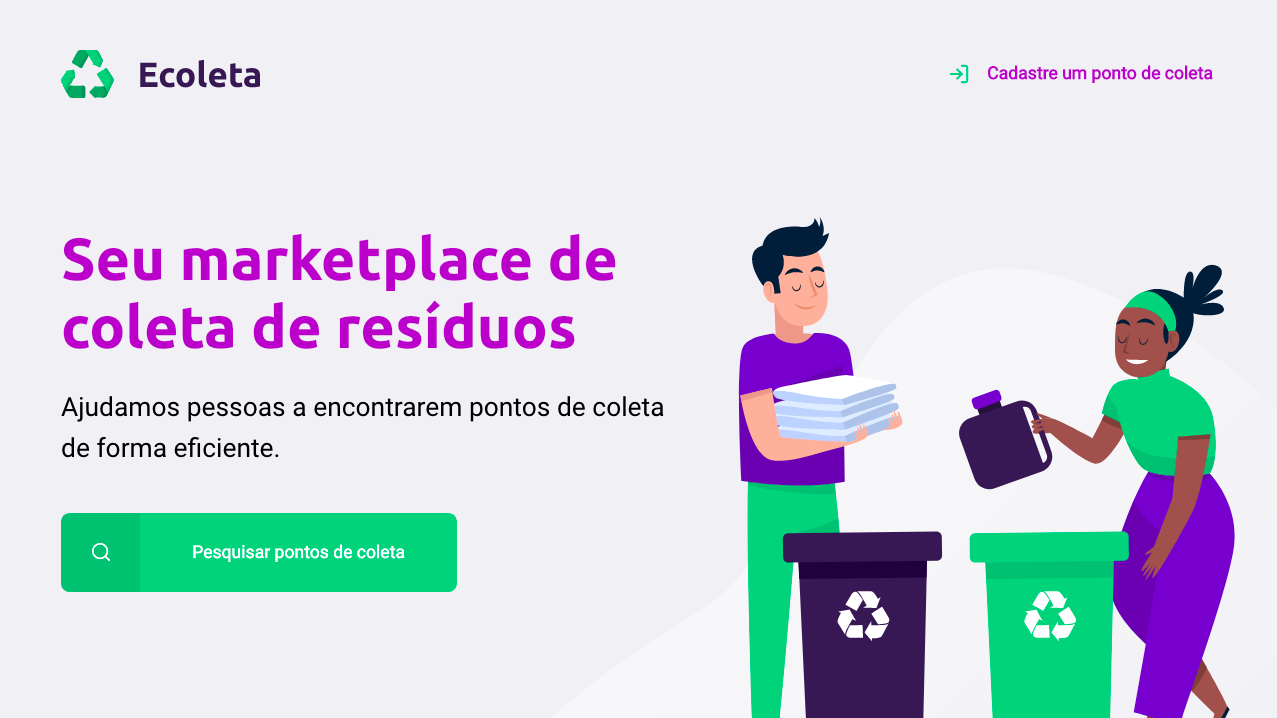 Ecoleta
Cadastre um ponto de coleta
Seu marketplace de
coleta de resíduos
Ajudamos pessoas a encontrarem pontos de coleta
de forma eficiente.
Pesquisar pontos de coleta